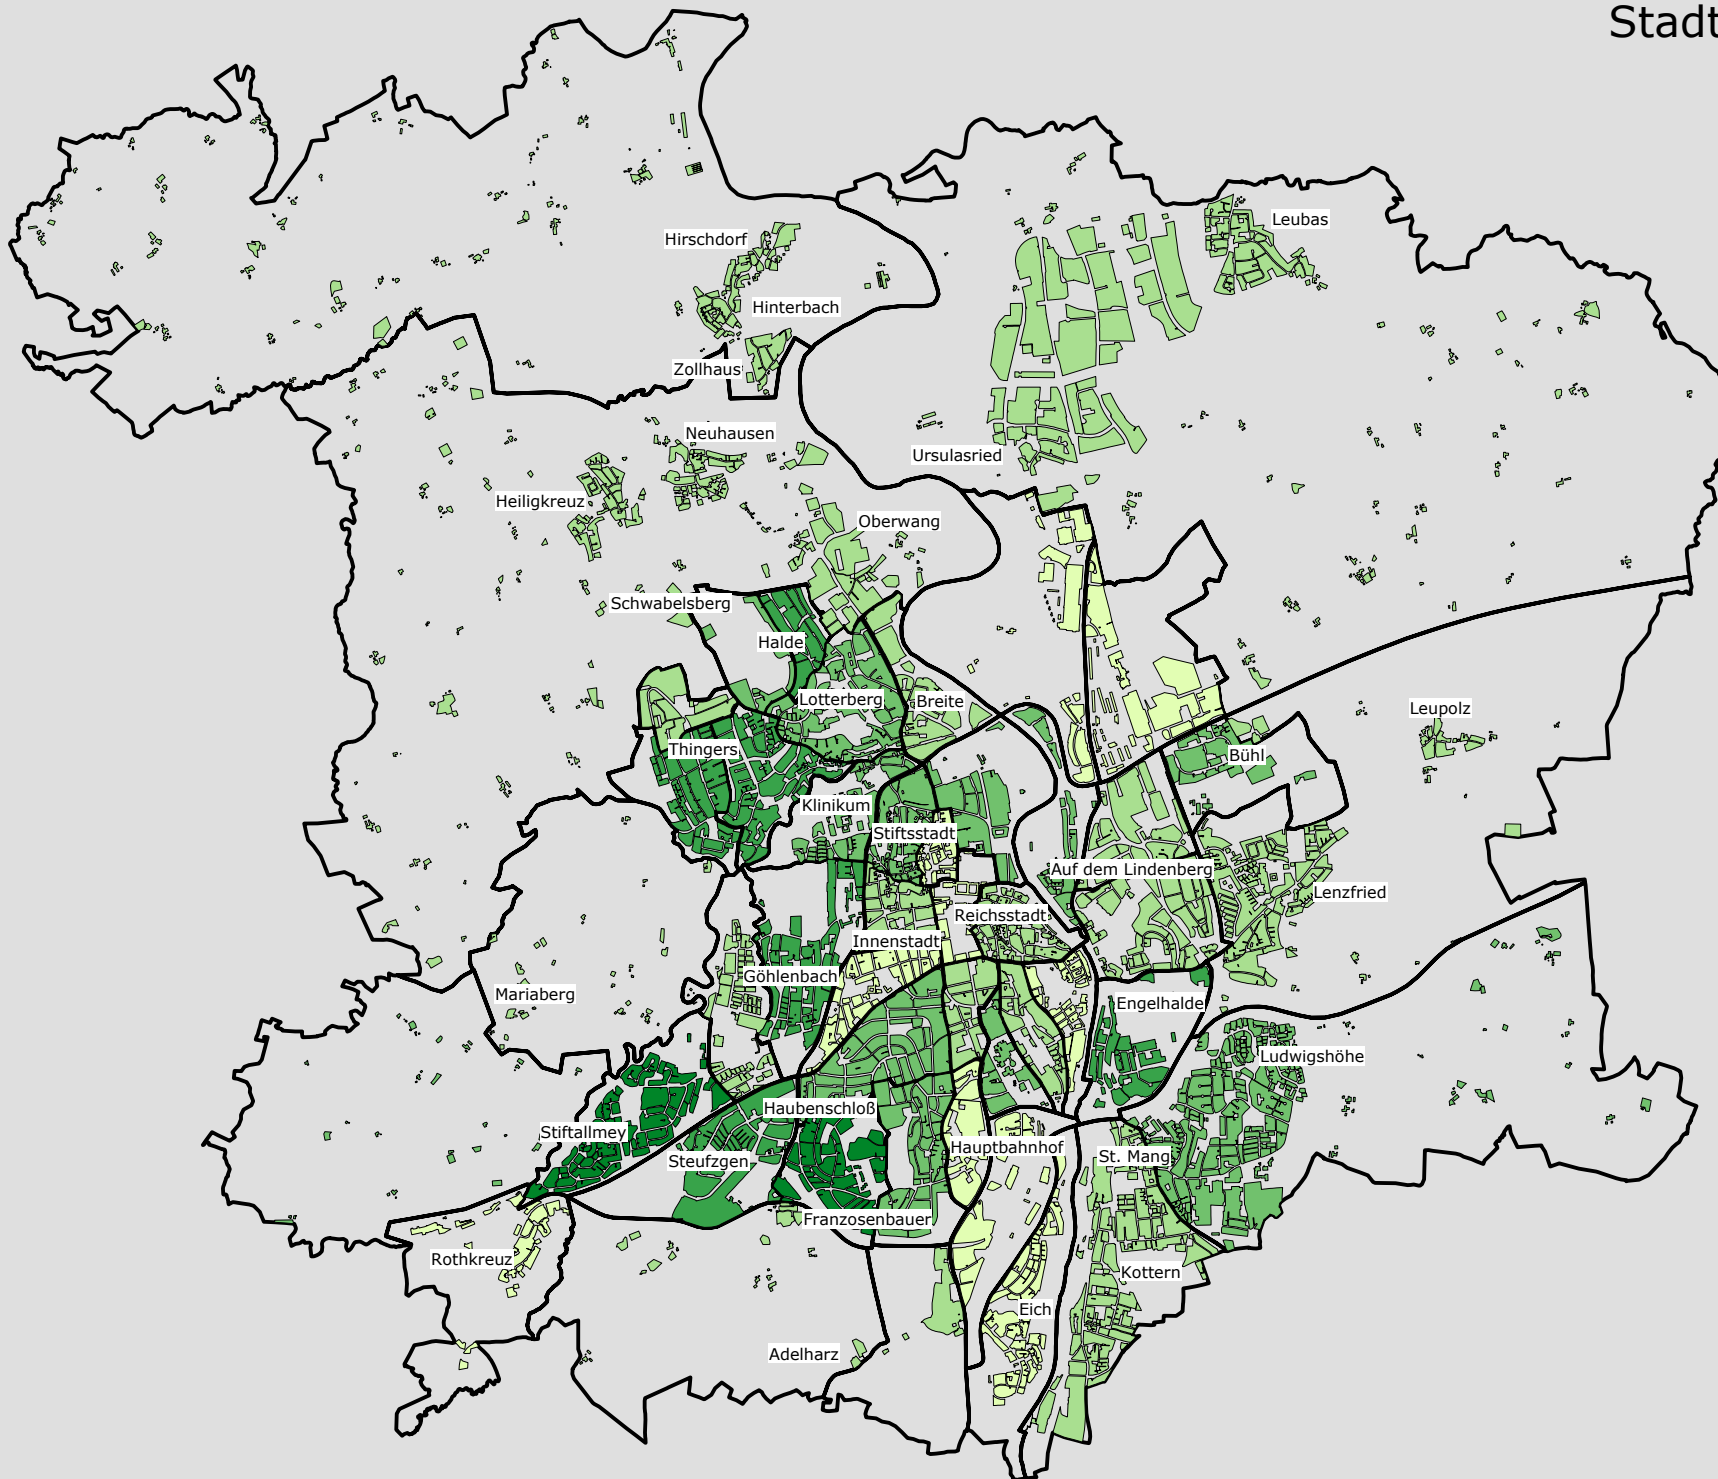 Stadt
Leubas
Hirschdorf
Hinterbach
Zollhaus
Neuhausen
Ursulasried
Heiligkreuz
Oberwang
Schwabelsberg
Halde
Lotterberg
Breite
Leupolz
Thingers
Bühl
Klinikum
Stiftsstadt
Auf dem Lindenberg
Lenzfried
Reichsstadt
Innenstadt
Göhlenbach
Mariaberg
Engelhalde
Ludwigshöhe
Haubenschloß
Stiftallmey
Hauptbahnhof
St. Mang
Steufzgen
Franzosenbauer
Rothkreuz
Kottern
Eich
Adelharz